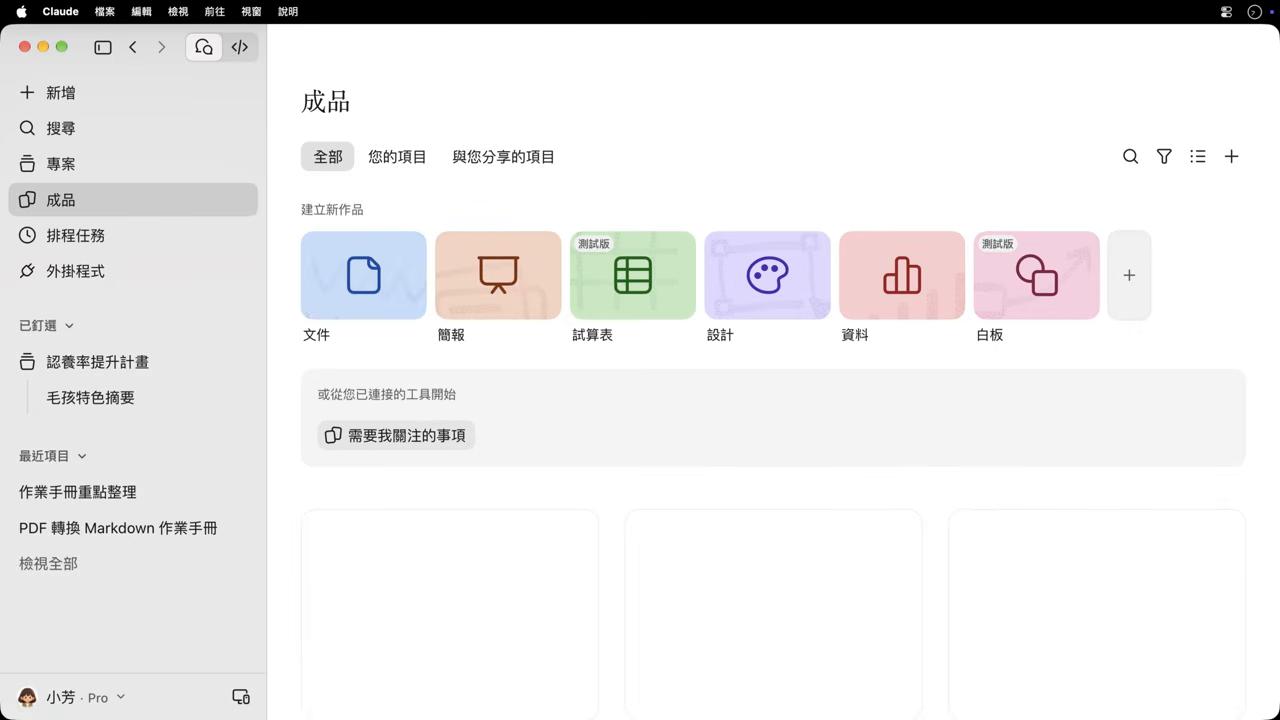 Claude 檔案 編輯 檢視 前往 視窗 說明
新增
搜尋
專案
成品
排程任務
外掛程式
已釘選
認養率提升計畫
毛孩特色摘要
最近項目
作業手冊重點整理
PDF 轉換 Markdown 作業手冊
檢視全部
小芳 · Pro
成品
全部 您的項目 與您分享的項目
建立新作品
測試版 測試版
文件 簡報 試算表 設計 資料 白板
或從您已連接的工具開始
需要我關注的事項